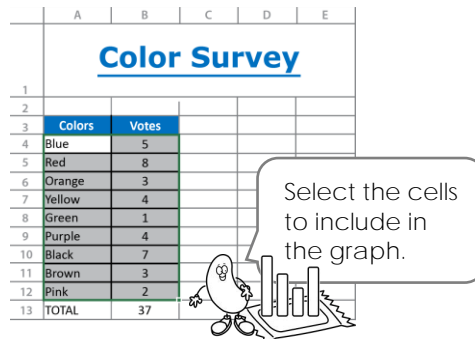 A B C D E
Color Survey
1
2
3 Colors Votes
4 Blue 5
5 Red 8
6 Orange 3
7 Yellow 4
8 Green 1
9 Purple 4
10 Black 7
11 Brown 3
12 Pink 2
13 TOTAL 37
Select the cells
to include in
the graph.